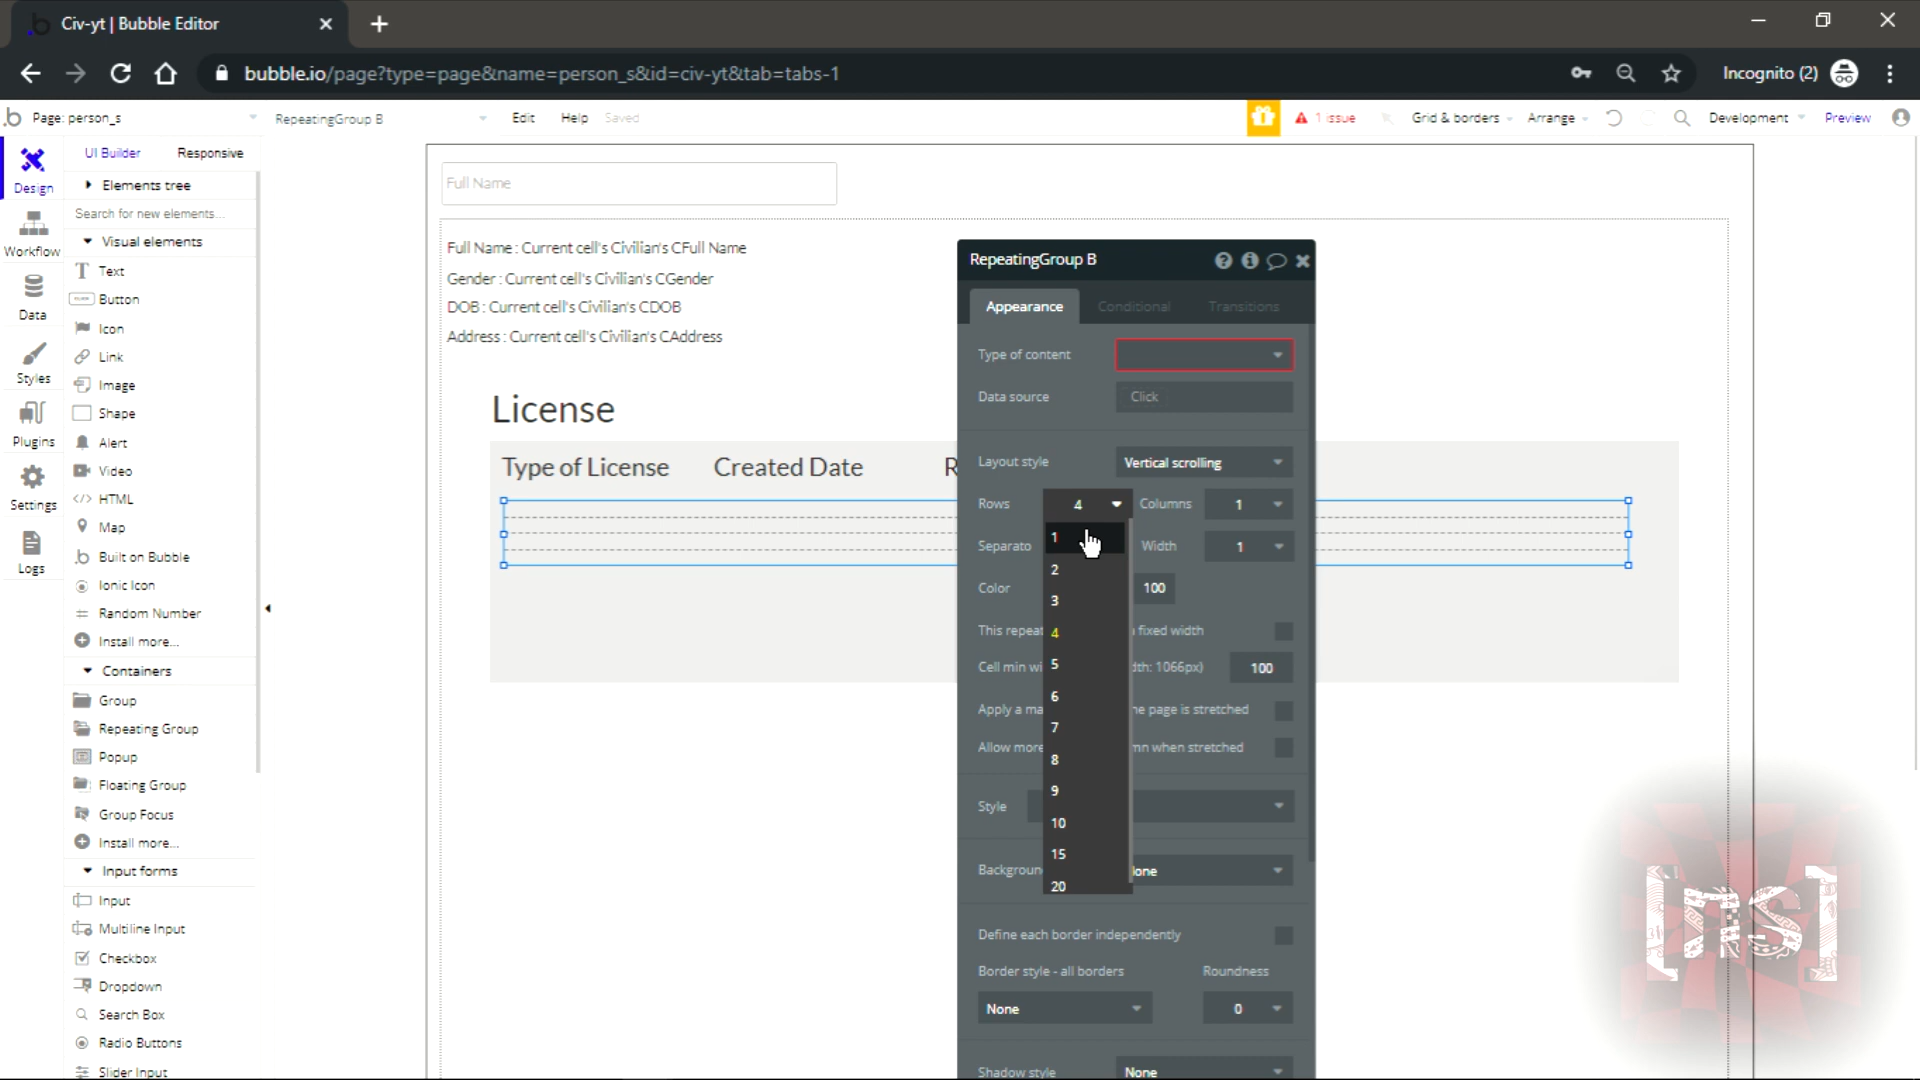 Civ-yt | Bubble Editor
bubble.io/page?type=page&name=person_s&id=civ-yt&tab=tabs-1
Incognito (2)
Page: person_s
RepeatingGroup B
Edit
Help
Saved
1 issue
Grid & borders
Arrange
Development
Preview
Design
Workflow
Data
Styles
Plugins
Settings
Logs
UI Builder
Responsive
Elements tree
Search for new elements...
Visual elements
Text
Button
Icon
Link
Image
Shape
Alert
Video
HTML
Map
Built on Bubble
Ionic Icon
Random Number
Install more...
Containers
Group
Repeating Group
Popup
Floating Group
Group Focus
Install more...
Input forms
Input
Multiline Input
Checkbox
Dropdown
Search Box
Radio Buttons
Slider Input
Full Name
Full Name : Current cell's Civilian's CFull Name
Gender : Current cell's Civilian's CGender
DOB : Current cell's Civilian's CDOB
Address : Current cell's Civilian's CAddress
License
Type of License
Created Date
R
RepeatingGroup B
Appearance
Conditional
Transitions
Type of content
Data source
Click
Layout style
Vertical scrolling
Rows
4
Columns
1
Separato
Width
1
Color
100
This repeat
fixed width
Cell min wi
dth: 1066px)
100
Apply a ma
he page is stretched
Allow more
mn when stretched
Style
Backgroun
None
1
2
3
4
5
6
7
8
9
10
15
20
Define each border independently
Border style - all borders
Roundness
None
0
Shadow style
None
[ns]